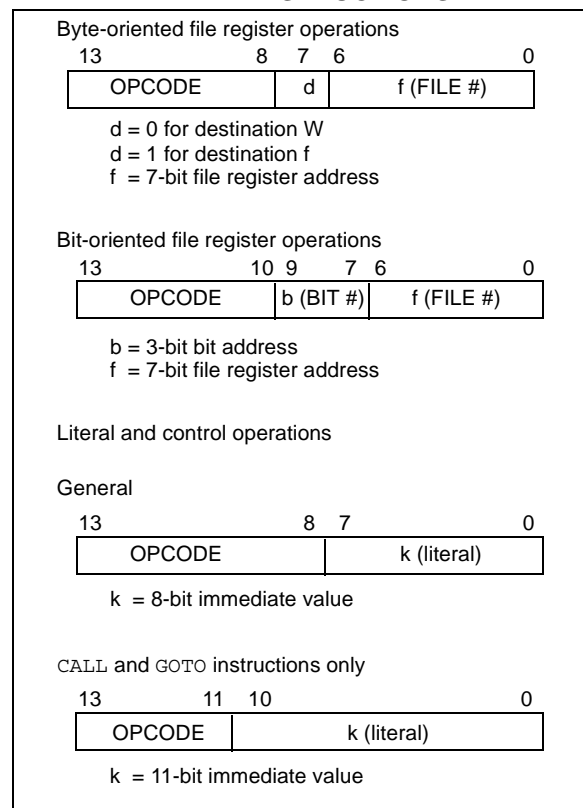 Byte-oriented file register operations
13 8 7 6 0
OPCODE d f (FILE #)
d = 0 for destination W
d = 1 for destination f
f = 7-bit file register address
Bit-oriented file register operations
13 10 9 7 6 0
OPCODE b (BIT #) f (FILE #)
b = 3-bit bit address
f = 7-bit file register address
Literal and control operations
General
13 8 7 0
OPCODE k (literal)
k = 8-bit immediate value
CALL and GOTO instructions only
13 11 10 0
OPCODE k (literal)
k = 11-bit immediate value